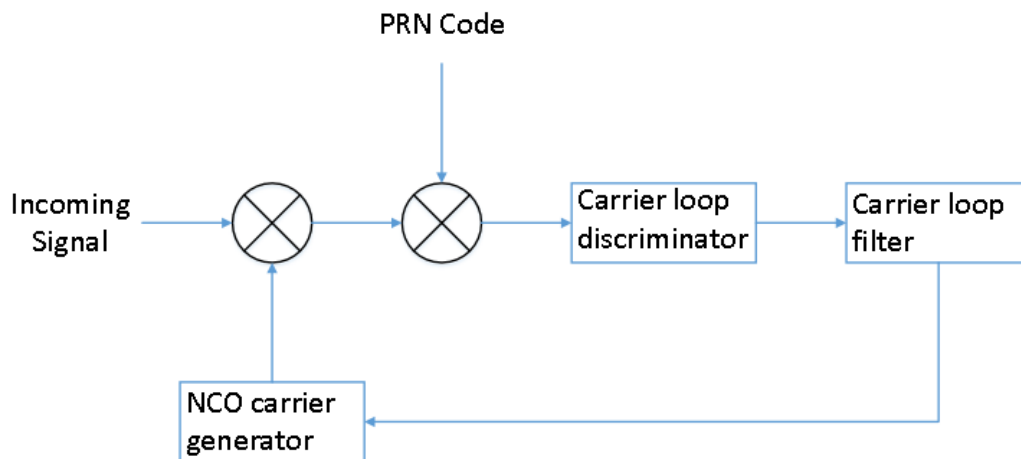 PRN Code
Incoming
Signal
Carrier loop
discriminator
Carrier loop
filter
NCO carrier
generator